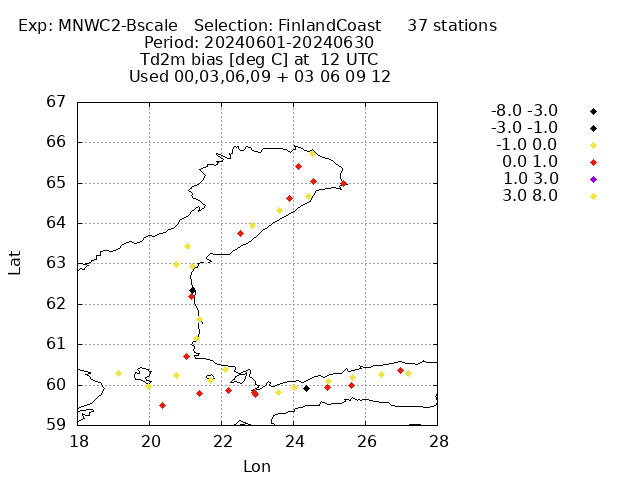 Exp: MNWC2-Bscale Selection: FinlandCoast 37 stations
Period: 20240601-20240630
Td2m bias [deg C] at 12 UTC
Used 00,03,06,09 + 03 06 09 12
-8.0 -3.0
-3.0 -1.0
-1.0 0.0
0.0 1.0
1.0 3.0
3.0 8.0
67
66
65
64
63
62
61
60
59
Lat
18 20 22 24 26 28
Lon